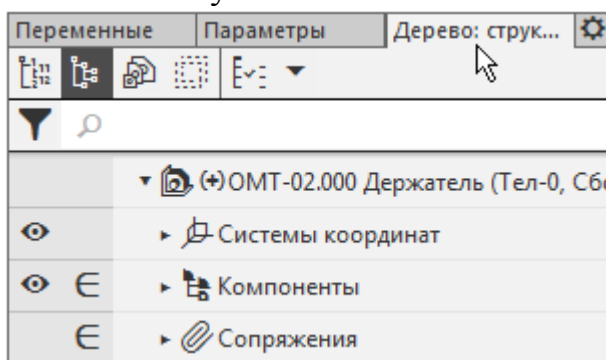 Переменные Параметры Дерево: струк...
(+) ОМТ-02.000 Держатель (Тел-0, Сб
Системы координат
Компоненты
Сопряжения